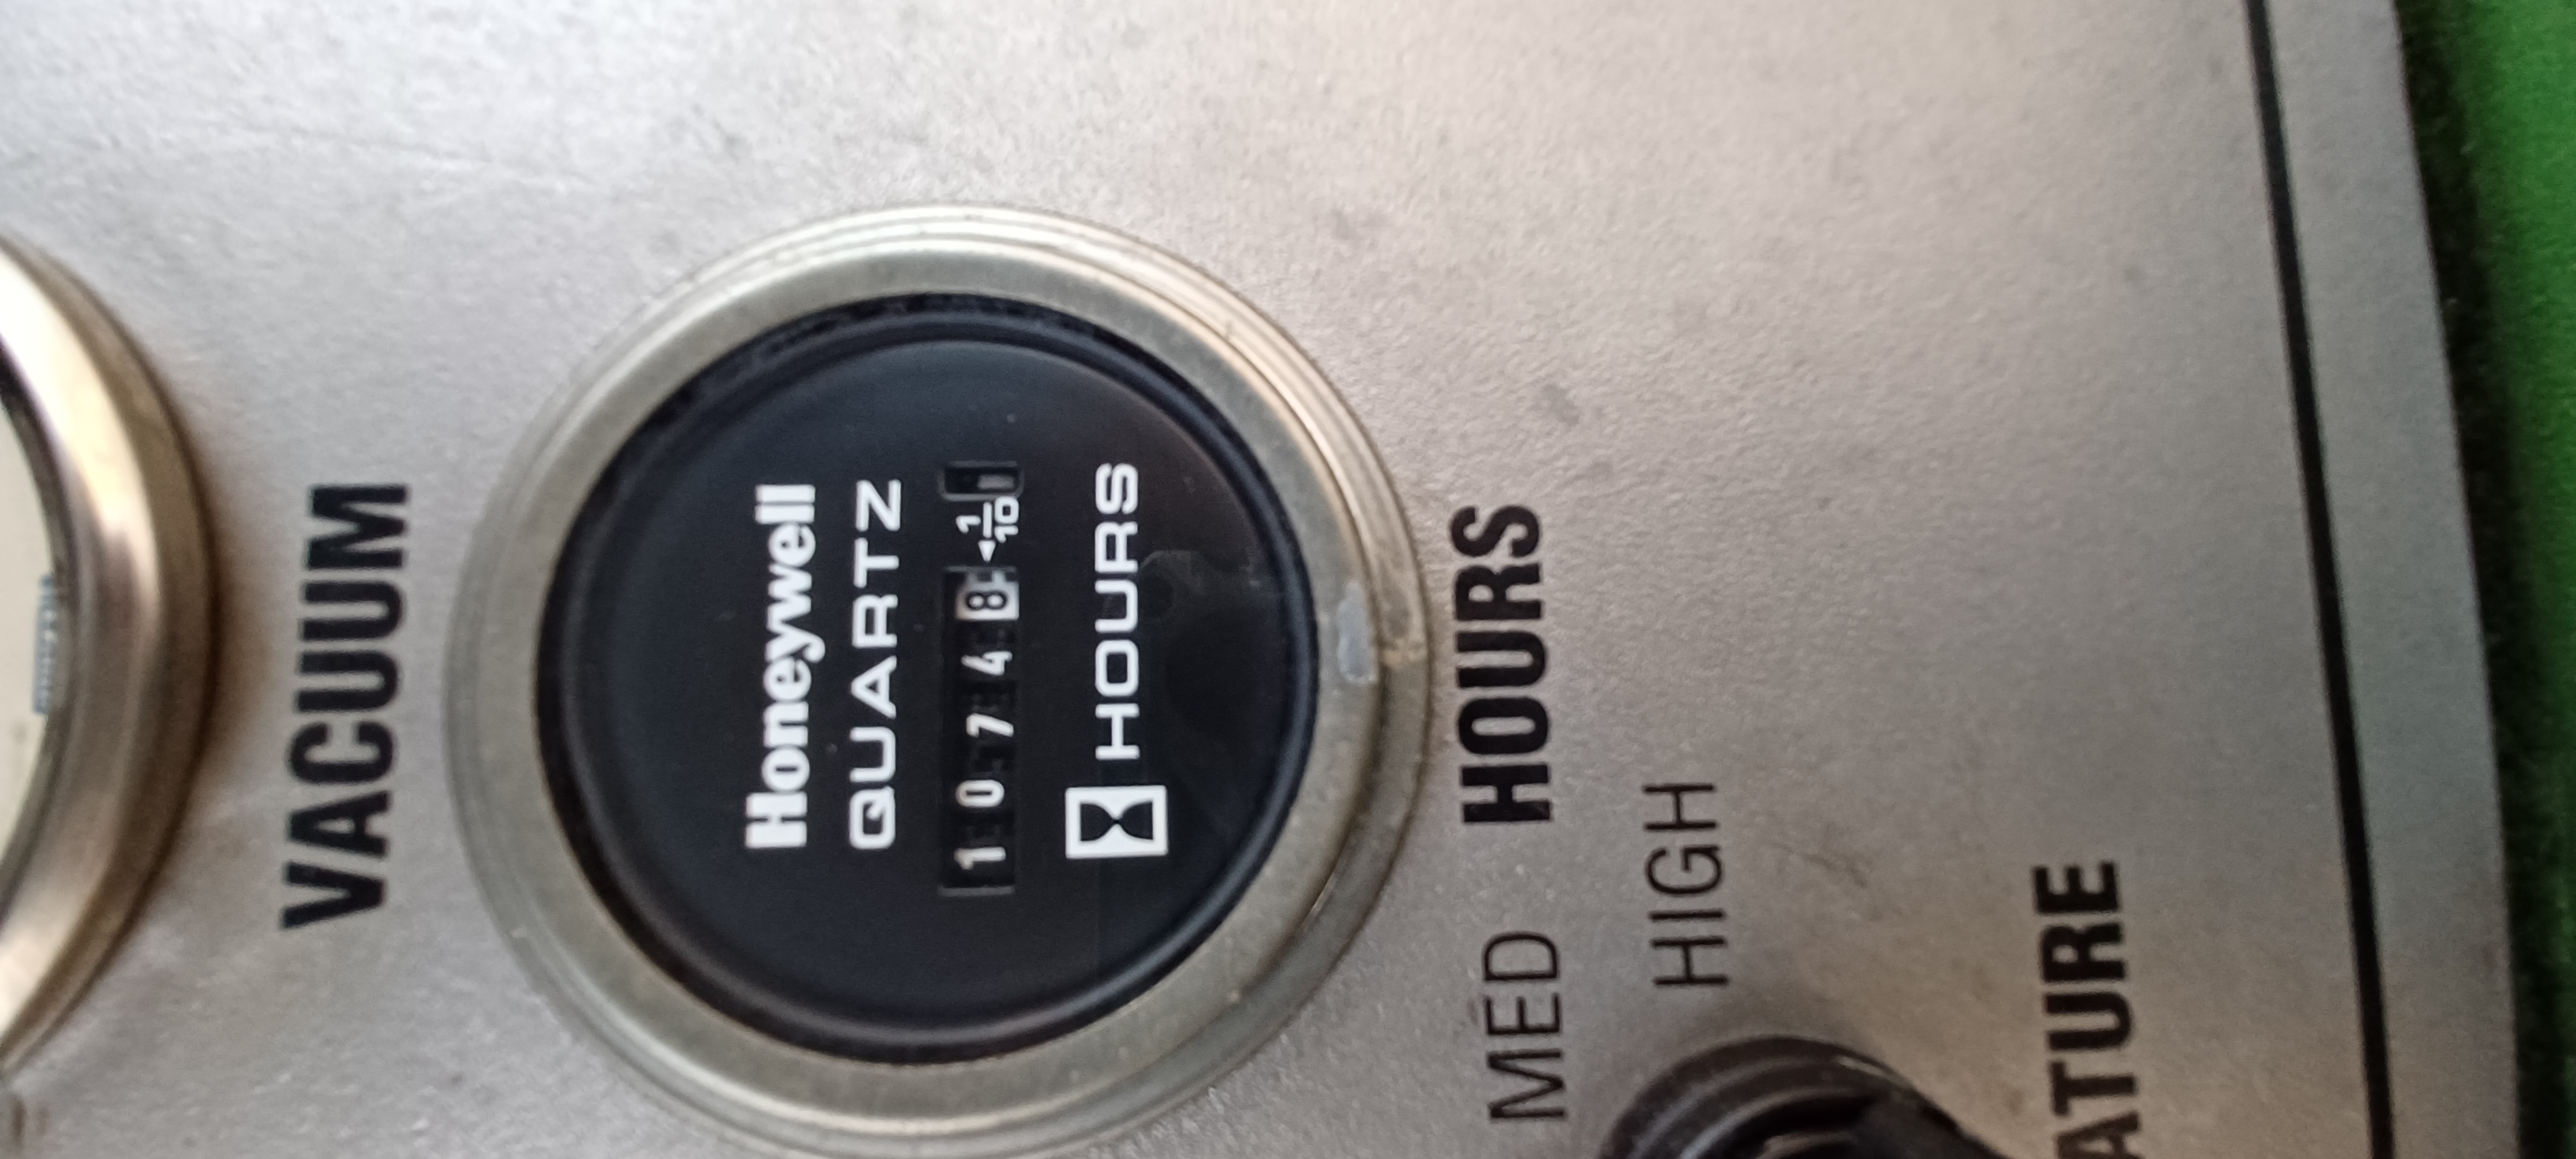 VACUUM
Honeywell
QUARTZ
1 0 7 4 8 ◄ 1/10
HOURS
HOURS
MED
HIGH
ATURE